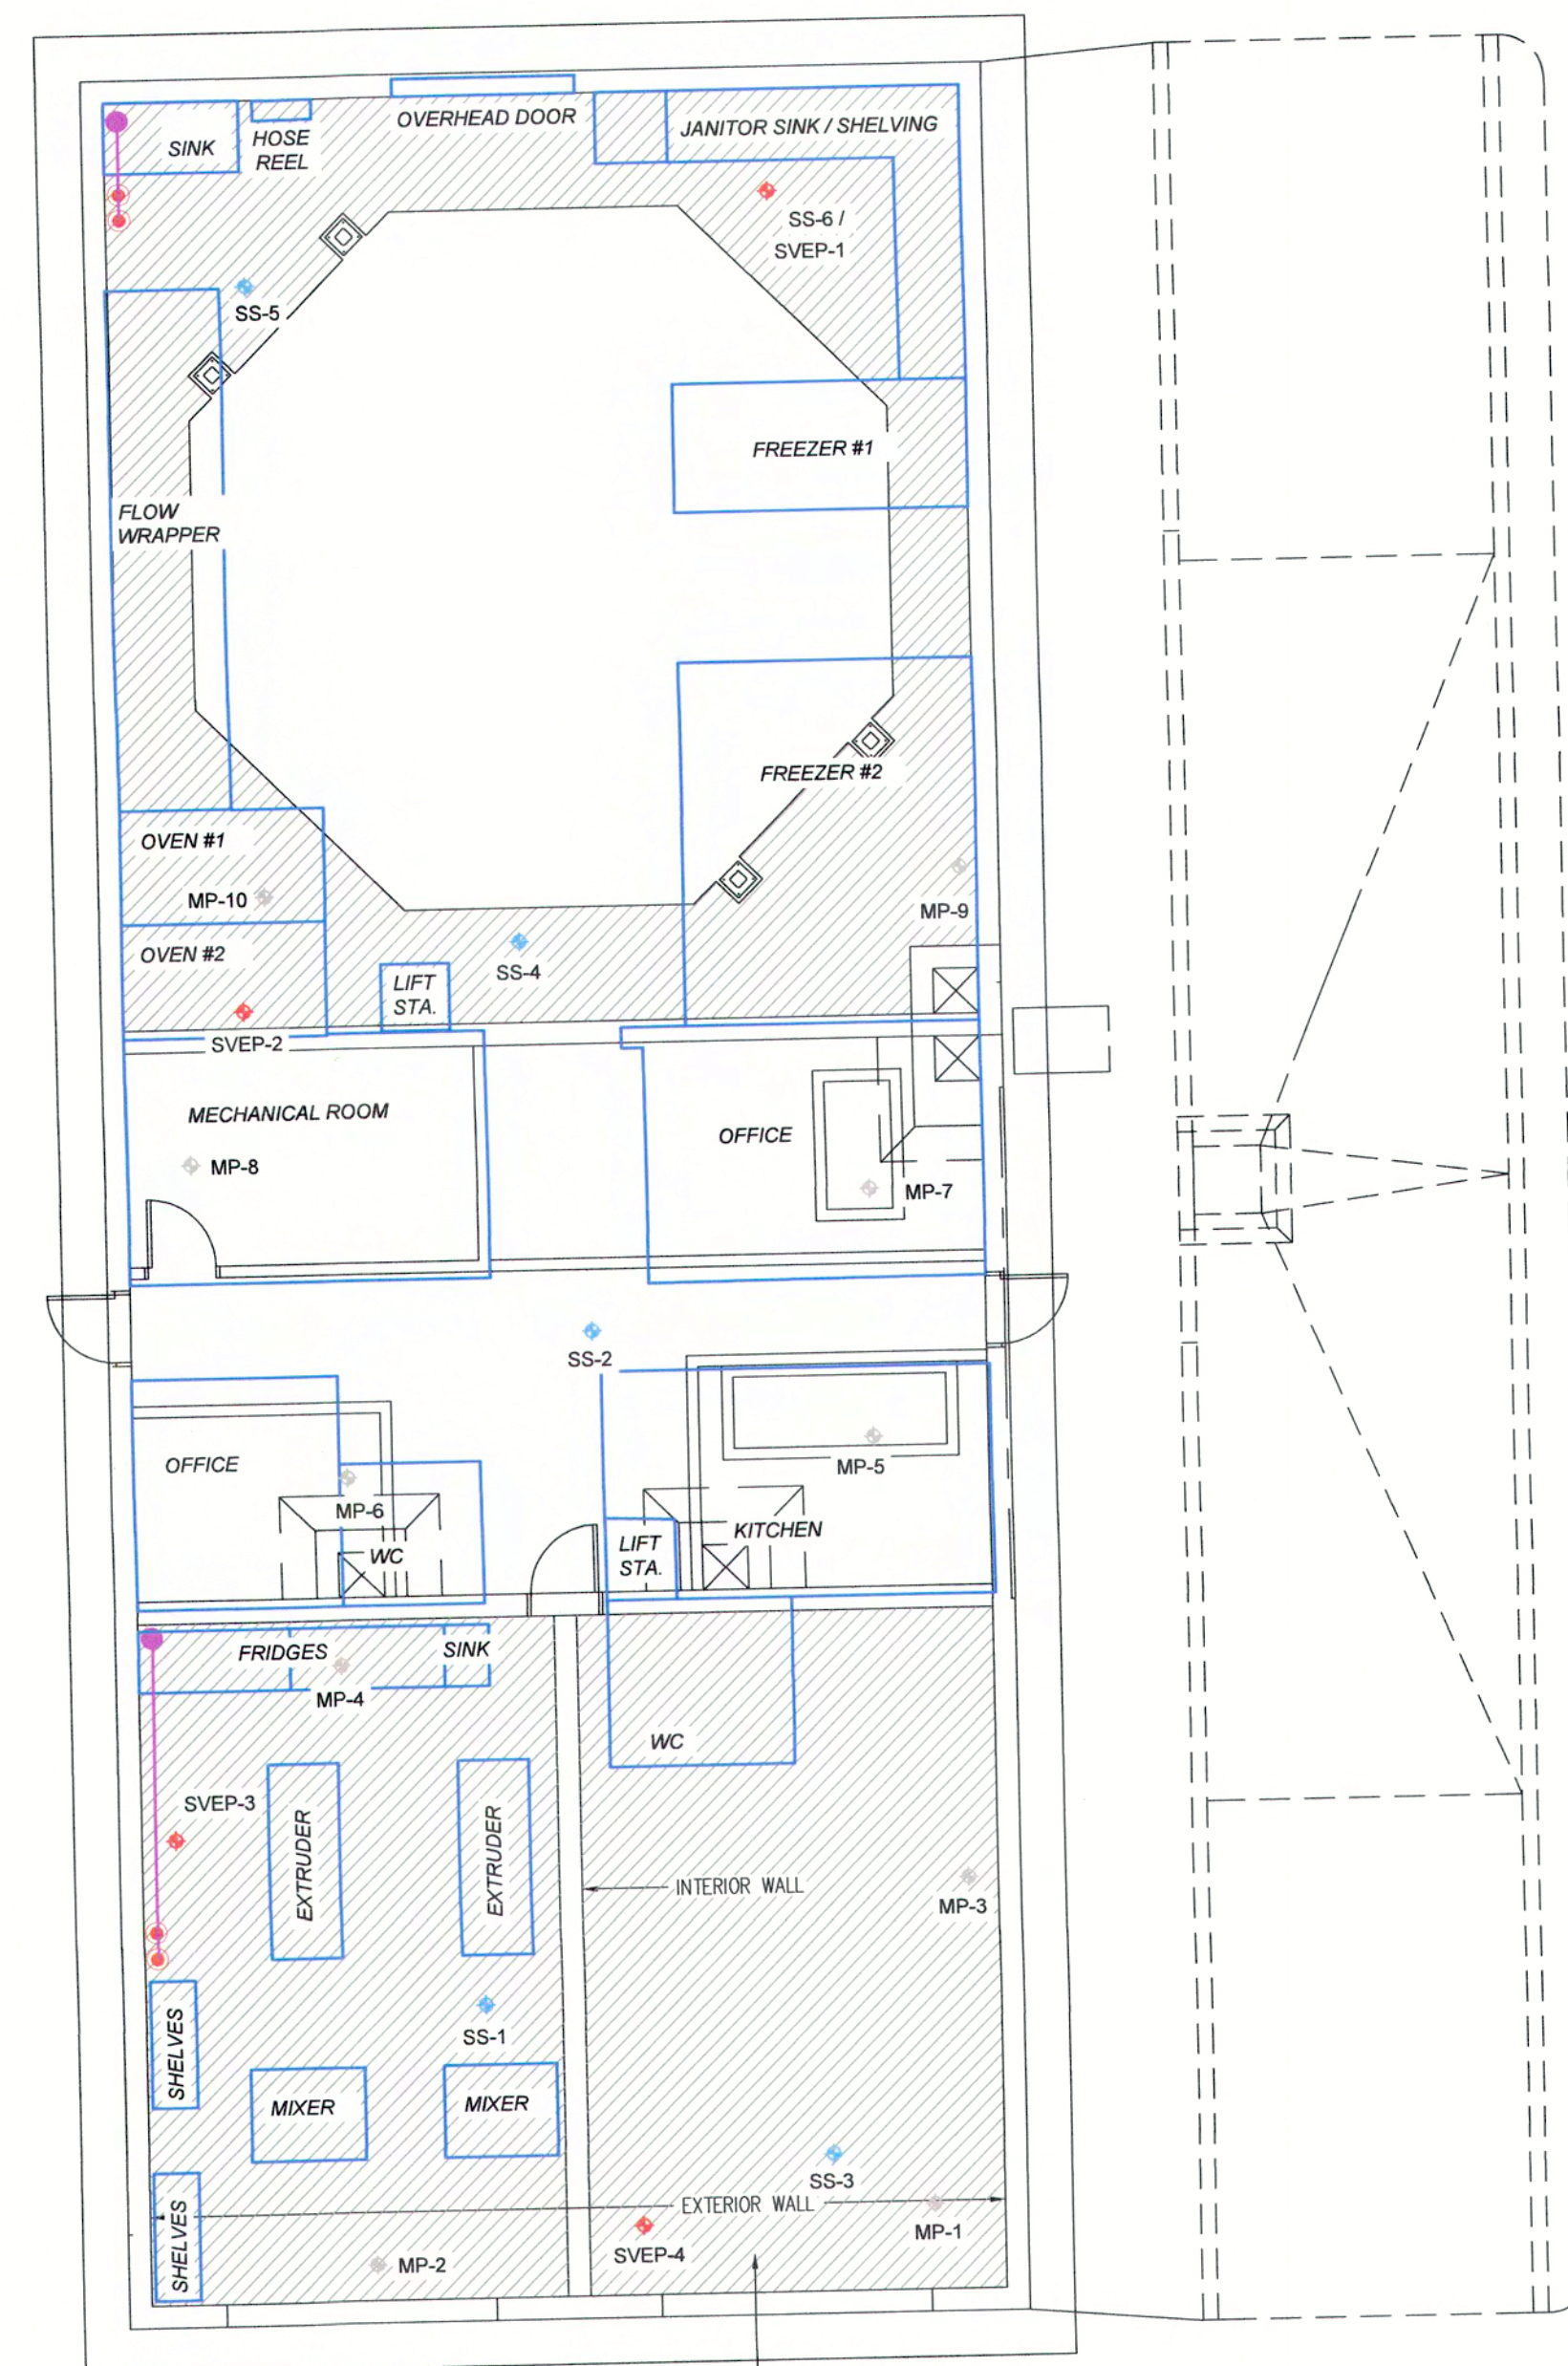 OVERHEAD DOOR
JANITOR SINK / SHELVING
SINK
HOSE
REEL
SS-6 /
SVEP-1
SS-5
FREEZER #1
FLOW
WRAPPER
FREEZER #2
OVEN #1
MP-10
MP-9
OVEN #2
SS-4
LIFT
STA.
SVEP-2
MECHANICAL ROOM
OFFICE
MP-8
MP-7
SS-2
OFFICE
MP-5
MP-6
KITCHEN
WC
LIFT
STA.
FRIDGES
SINK
MP-4
WC
SVEP-3
EXTRUDER
EXTRUDER
INTERIOR WALL
MP-3
SS-1
SHELVES
MIXER
MIXER
SS-3
EXTERIOR WALL
MP-1
SHELVES
SVEP-4
MP-2